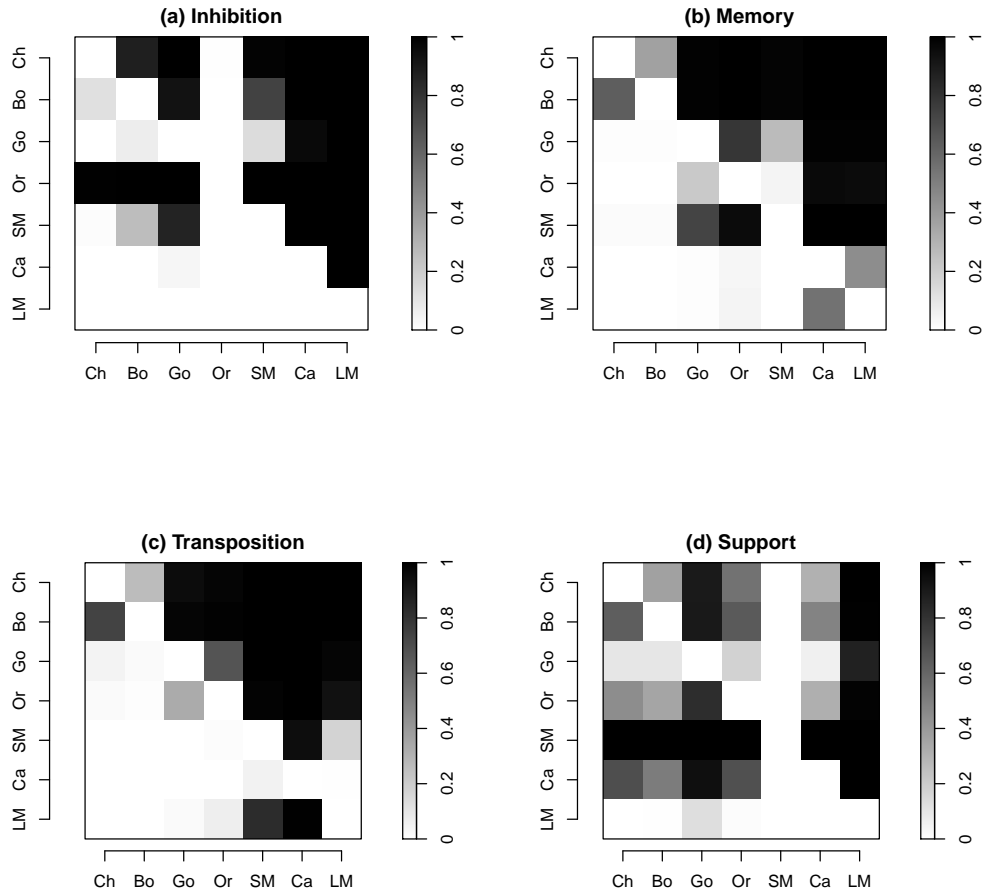 (a) Inhibition
Ch
Bo
Go
Or
SM
Ca
LM
Ch Bo Go Or SM Ca LM
0 0.2 0.4 0.6 0.8 1
(b) Memory
Ch
Bo
Go
Or
SM
Ca
LM
Ch Bo Go Or SM Ca LM
0 0.2 0.4 0.6 0.8 1
(c) Transposition
Ch
Bo
Go
Or
SM
Ca
LM
Ch Bo Go Or SM Ca LM
0 0.2 0.4 0.6 0.8 1
(d) Support
Ch
Bo
Go
Or
SM
Ca
LM
Ch Bo Go Or SM Ca LM
0 0.2 0.4 0.6 0.8 1